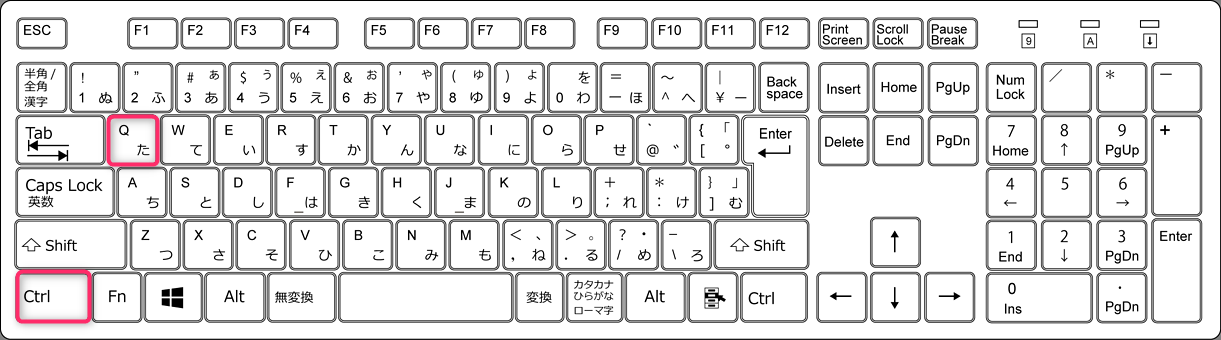 ESC F1 F2 F3 F4 F5 F6 F7 F8 F9 F10 F11 F12 Print Screen Scroll Lock Pause Break 9 A
半角/ 全角 漢字 ! 1 ぬ " 2 ふ # ぁ 3 あ $ ぅ 4 う % ぇ 5 え & ぉ 6 お ' ゃ 7 や ( ゅ 8 ゆ ) ょ 9 よ を 0 わ = ー ほ ~ ^ へ | ¥ ー Back space Insert Home PgUp Num Lock / * ー
Tab Q た W て E い R す T か Y ん U な I に O ら P せ ` @ ゛ { 「 [ ° Enter Delete End PgDn 7 Home 8 ↑ 9 PgUp +
Caps Lock 英数 A ち S と D し F _は G き H く J _ま K の L り + ; れ * : け } 」 ] む 4 ← 5 6 →
Shift Z つ X さ C そ V ひ B こ N み M も < 、 , ね > 。 . る ? ・ / め _ \ ろ Shift ↑ 1 End 2 ↓ 3 PgDn Enter
Ctrl Fn Alt 無変換 変換 カタカナ ひらがな ローマ字 Alt Ctrl ← ↓ → 0 Ins . PgDn